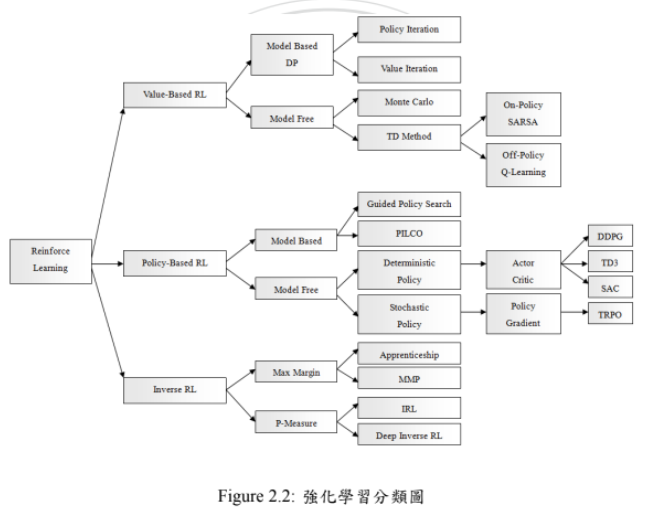 Reinforce
Learning
Value-Based RL
Model Based
DP
Policy Iteration
Value Iteration
Model Free
Monte Carlo
TD Method
On-Policy
SARSA
Off-Policy
Q-Learning
Policy-Based RL
Model Based
Guided Policy Search
PILCO
Model Free
Deterministic
Policy
Actor
Critic
DDPG
TD3
SAC
Stochastic
Policy
Policy
Gradient
TRPO
Inverse RL
Max Margin
Apprenticeship
MMP
P-Measure
IRL
Deep Inverse RL
Figure 2.2: 強化學習分類圖